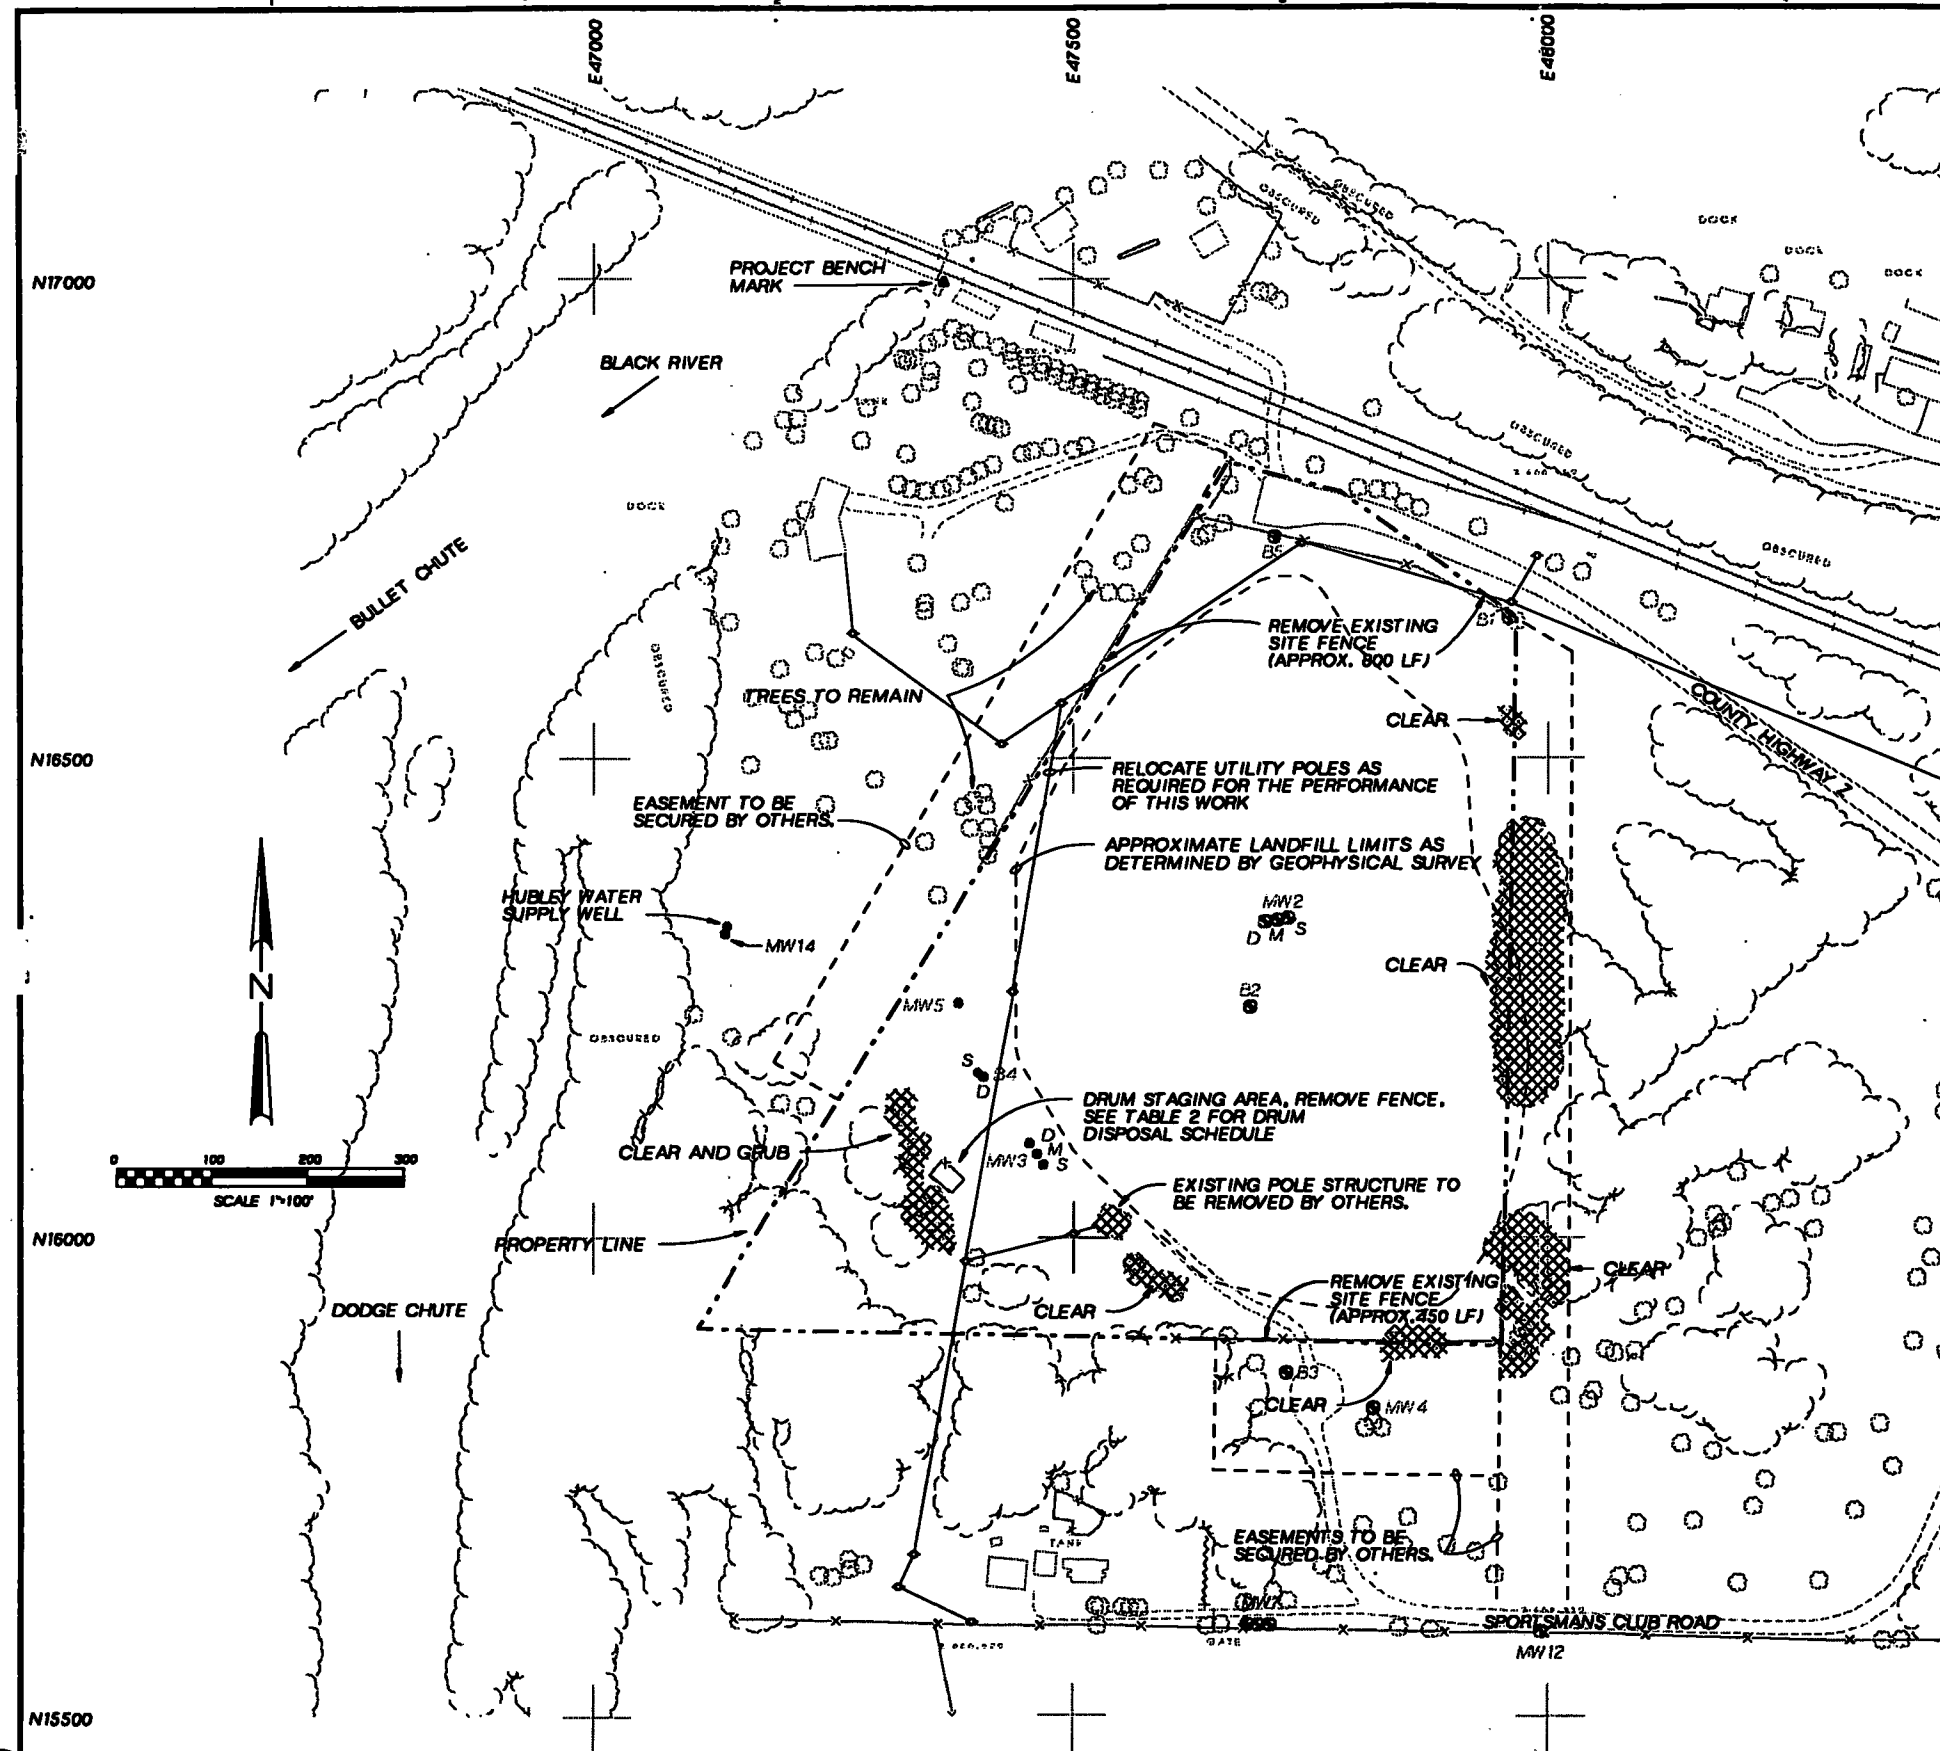 E47000
E47500
E48000
OBSCURED
OBSCURED
DOCK
DOCK
DOCK
PROJECT BENCH
MARK
N17000
BLACK RIVER
DOCK
OBSCURED
DOCK
OBSCURED
BULLET CHUTE
B5
B1
REMOVE EXISTING
SITE FENCE
(APPROX. 800 LF)
OBSCURED
TREES TO REMAIN
CLEAR
COUNTY HIGHWAY Z
N16500
RELOCATE UTILITY POLES AS
REQUIRED FOR THE PERFORMANCE
OF THIS WORK
EASEMENT TO BE
SECURED BY OTHERS.
APPROXIMATE LANDFILL LIMITS AS
DETERMINED BY GEOPHYSICAL SURVEY
HUBLEY WATER
SUPPLY WELL
MW14
MW2
D M S
CLEAR
N
MW5
B2
OBSCURED
S
B4
D
DRUM STAGING AREA, REMOVE FENCE,
SEE TABLE 2 FOR DRUM
DISPOSAL SCHEDULE
CLEAR AND GRUB
D
MW3 M
S
0 100 200 300
SCALE 1"=100'
EXISTING POLE STRUCTURE TO
BE REMOVED BY OTHERS.
N16000
PROPERTY LINE
CLEAR
REMOVE EXISTING
SITE FENCE
(APPROX. 450 LF)
DODGE CHUTE
CLEAR
B3
CLEAR
MW4
EASEMENTS TO BE
SECURED BY OTHERS.
TANK
SPORTSMANS CLUB ROAD
GATE
MW12
N15500